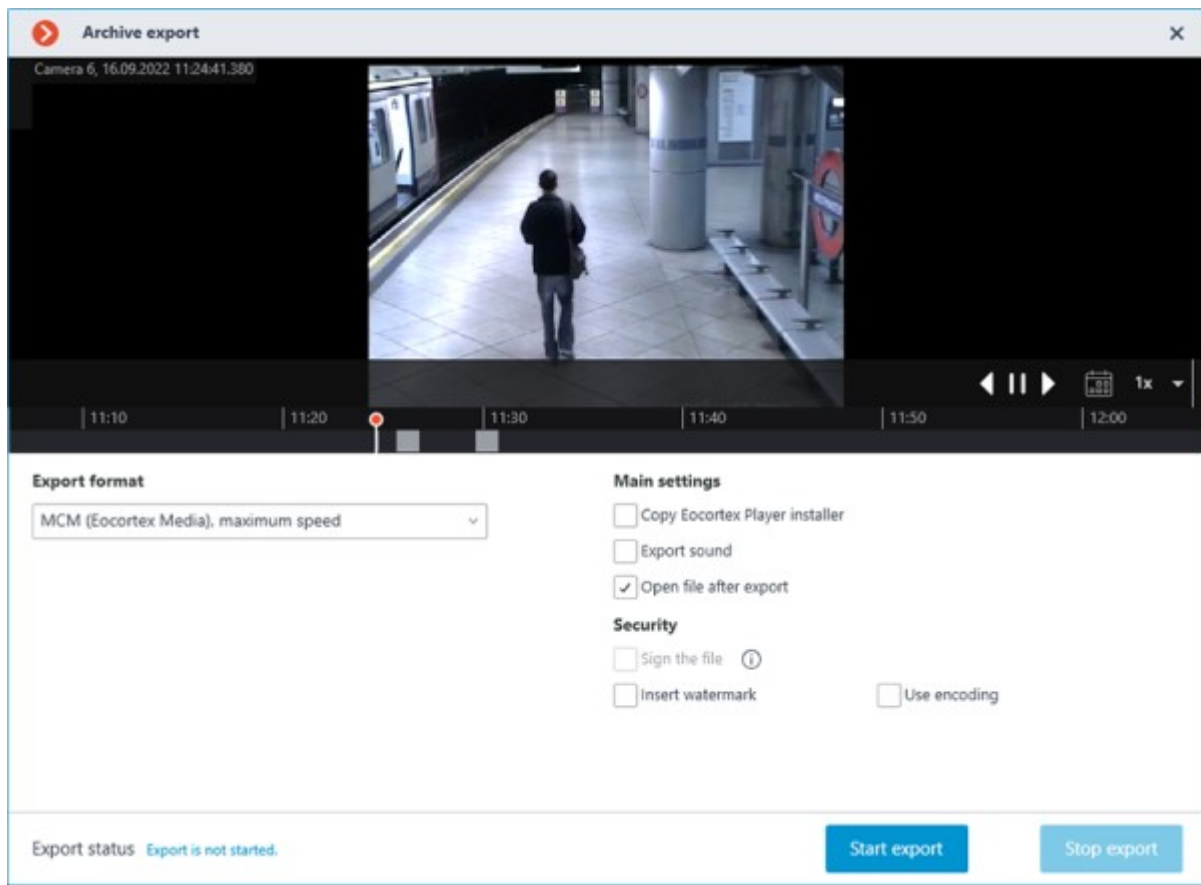 Archive export
Camera 6, 16.09.2022 11:24:41.380
1x
11:10 11:20 11:30 11:40 11:50 12:00
Export format
MCM (Eocortex Media), maximum speed
Main settings
Copy Eocortex Player installer
Export sound
Open file after export
Security
Sign the file
Insert watermark Use encoding
Export status Export is not started.
Start export Stop export